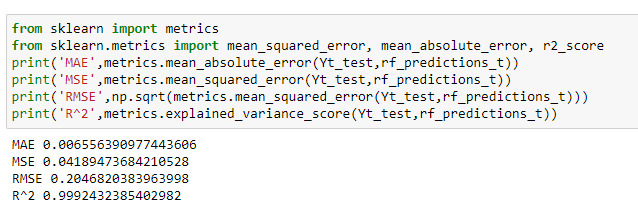 from sklearn import metrics
from sklearn.metrics import mean_squared_error, mean_absolute_error, r2_score
print('MAE',metrics.mean_absolute_error(Yt_test,rf_predictions_t))
print('MSE',metrics.mean_squared_error(Yt_test,rf_predictions_t))
print('RMSE',np.sqrt(metrics.mean_squared_error(Yt_test,rf_predictions_t)))
print('R^2',metrics.explained_variance_score(Yt_test,rf_predictions_t))
MAE 0.006556390977443606
MSE 0.04189473684210528
RMSE 0.2046820383963998
R^2 0.9992432385402982